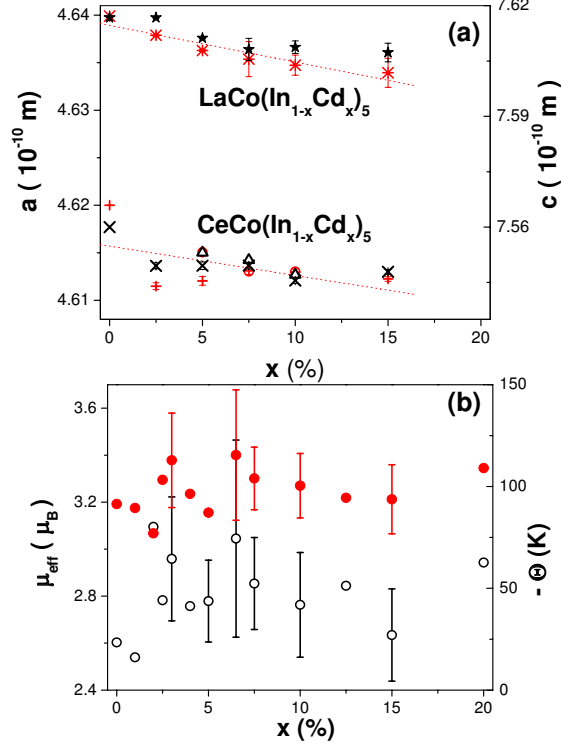 (a)
4.64
4.63
4.62
4.61
a ( 10⁻¹⁰ m)
7.62
7.59
7.56
c ( 10⁻¹⁰ m)
LaCo(In₁₋ₓCdₓ)₅
CeCo(In₁₋ₓCdₓ)₅
0 5 10 15 20
x (%)
(b)
3.6
3.2
2.8
2.4
μeff ( μB)
150
100
50
0
- Θ (K)
0 5 10 15 20
x (%)